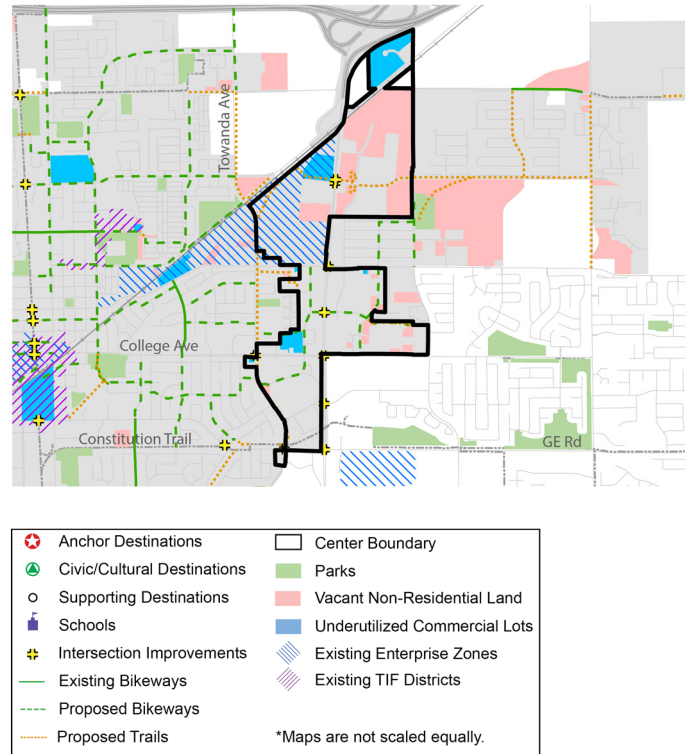 Towanda Ave
College Ave
Constitution Trail
GE Rd
Anchor Destinations
Civic/Cultural Destinations
Supporting Destinations
Schools
Intersection Improvements
Existing Bikeways
Proposed Bikeways
Proposed Trails
Center Boundary
Parks
Vacant Non-Residential Land
Underutilized Commercial Lots
Existing Enterprise Zones
Existing TIF Districts
*Maps are not scaled equally.